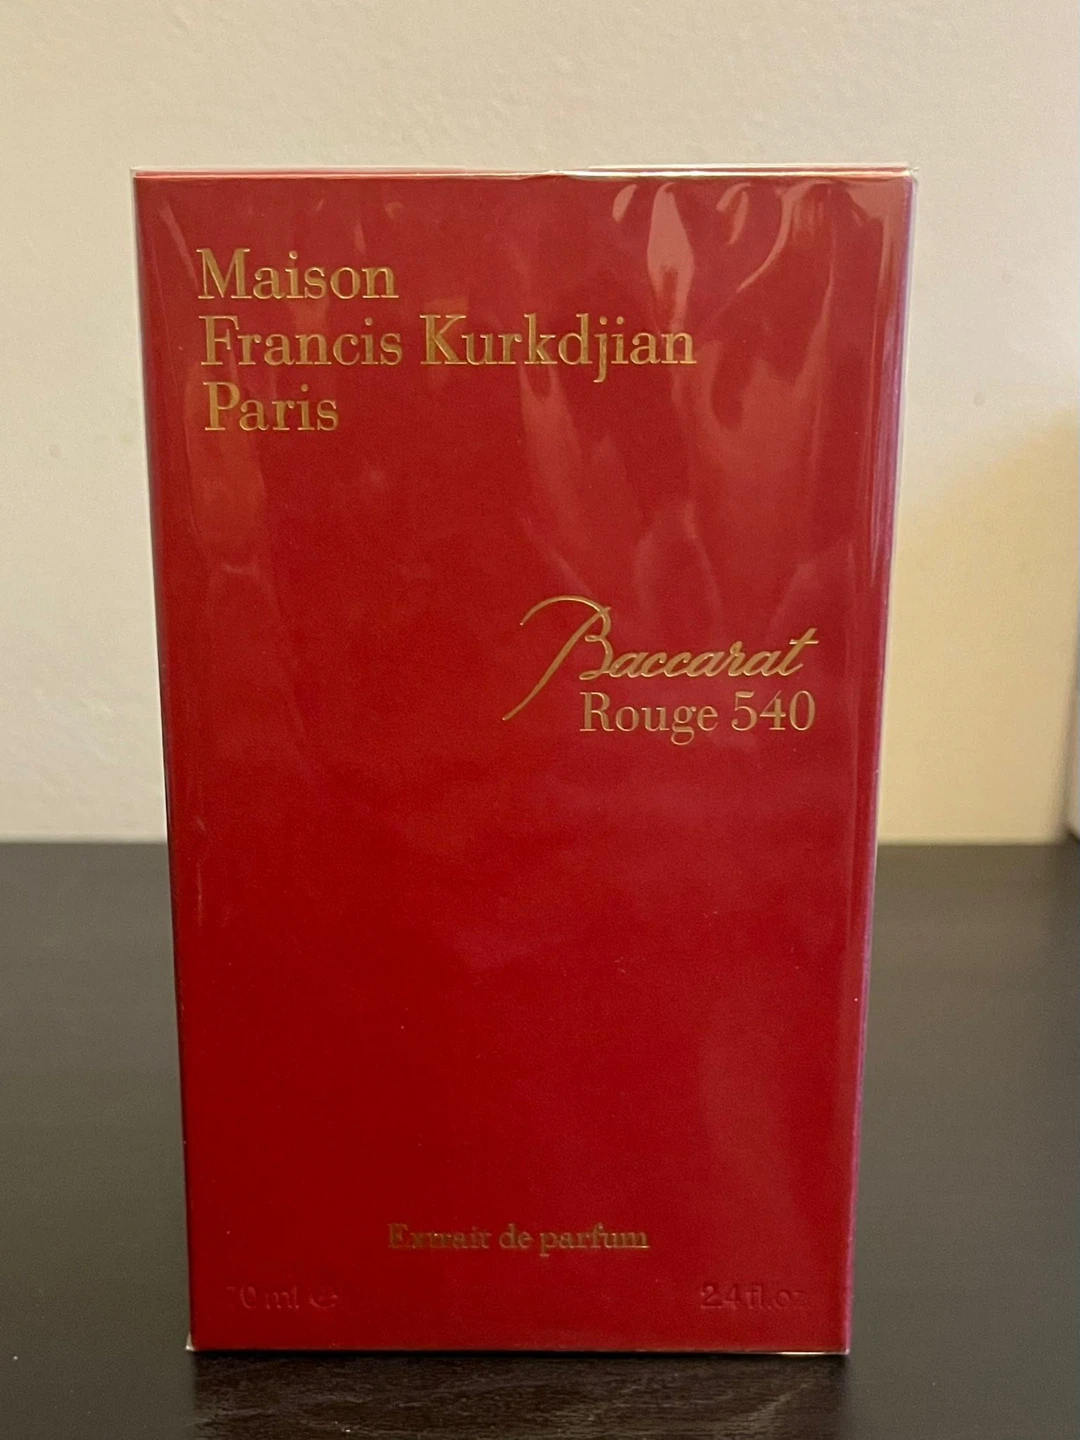 Maison
Francis Kurkdjian
Paris
Baccarat
Rouge 540
Extrait de parfum
70 ml ℮ 2.4 fl.oz.